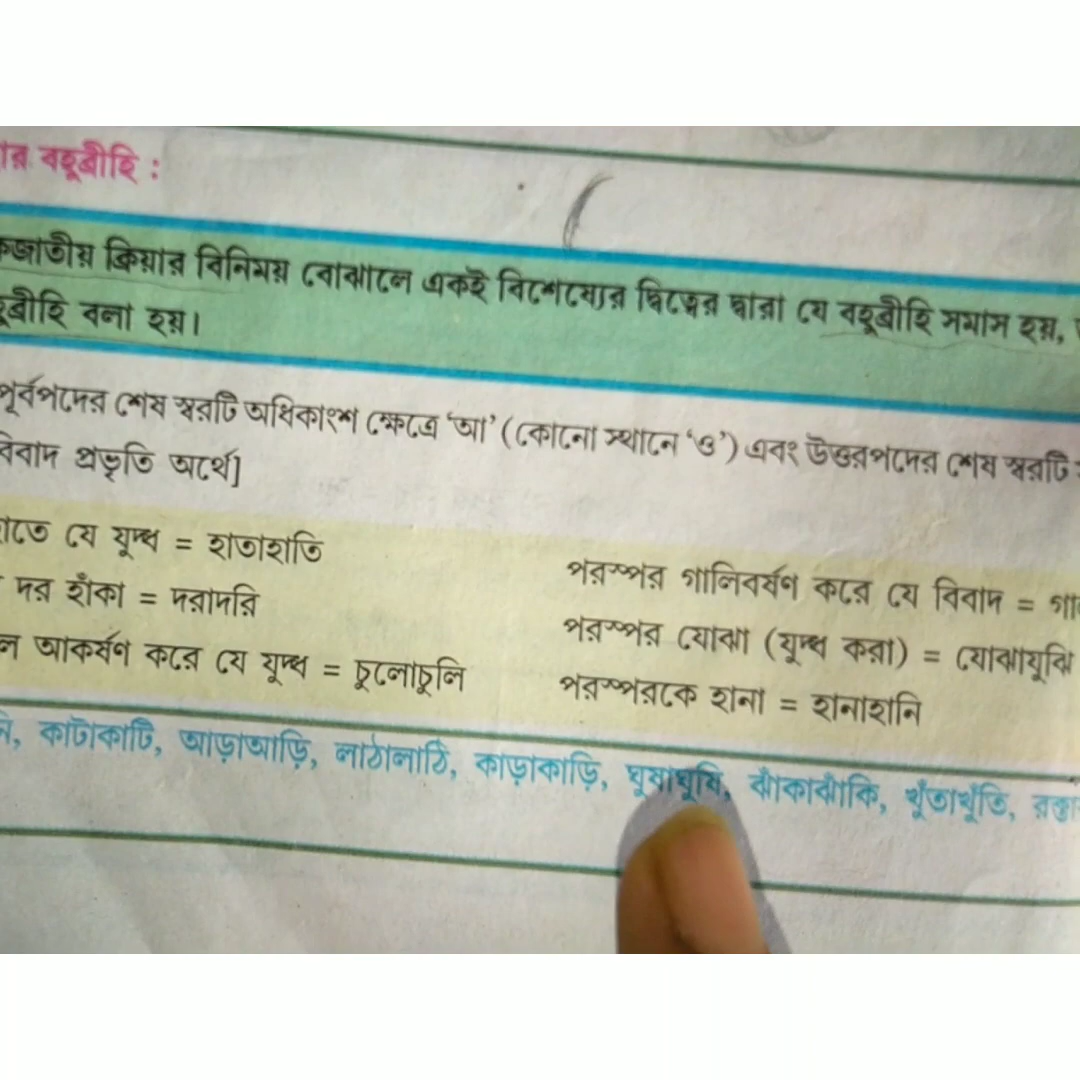 বহুব্রীহি :
ক্রিয়ার বিনিময় বোঝালে একই বিশেষ্যের দ্বিত্বের দ্বারা যে বহুব্রীহি সমাস হয়,
বলা হয়।
পূর্বপদের শেষ স্বরটি অধিকাংশ ক্ষেত্রে ‘আ’ (কোনো স্থানে ‘ও’) এবং উত্তরপদের শেষ স্বরটি
বিবাদ প্রভৃতি অর্থে]
যে যুদ্ধ = হাতাহাতি
দর হাঁকা = দরাদরি
আকর্ষণ করে যে যুদ্ধ = চুলোচুলি
পরস্পর গালিবর্ষণ করে যে বিবাদ =
পরস্পর যোঝা (যুদ্ধ করা) = যোঝাযুঝি
পরস্পরকে হানা = হানাহানি
কাটাকাটি, আড়াআড়ি, লাঠালাঠি, কাড়াকাড়ি, ঘুষাঘুষি, ঝাঁকাঝাঁকি, খুঁতাখুঁতি,